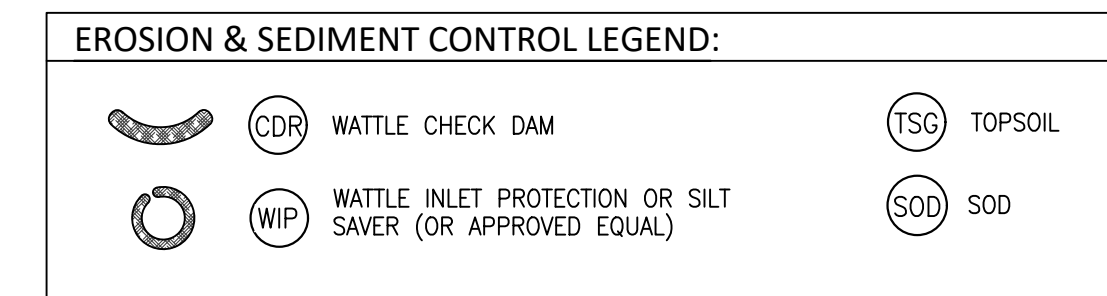 EROSION & SEDIMENT CONTROL LEGEND:
CDR WATTLE CHECK DAM
TSG TOPSOIL
WIP WATTLE INLET PROTECTION OR SILT
SAVER (OR APPROVED EQUAL)
SOD SOD